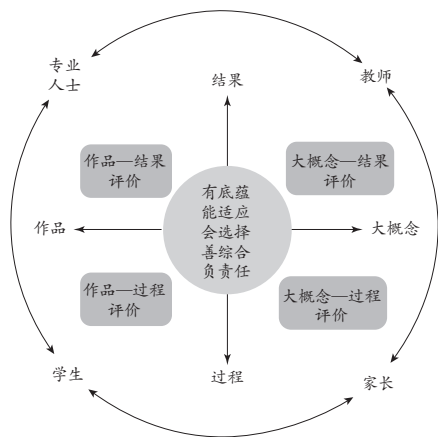 专业
人士
结果
教师
作品—结果
评价
大概念—结果
评价
有底蕴
能适应
会选择
善综合
负责任
作品
大概念
作品—过程
评价
大概念—过程
评价
学生
过程
家长